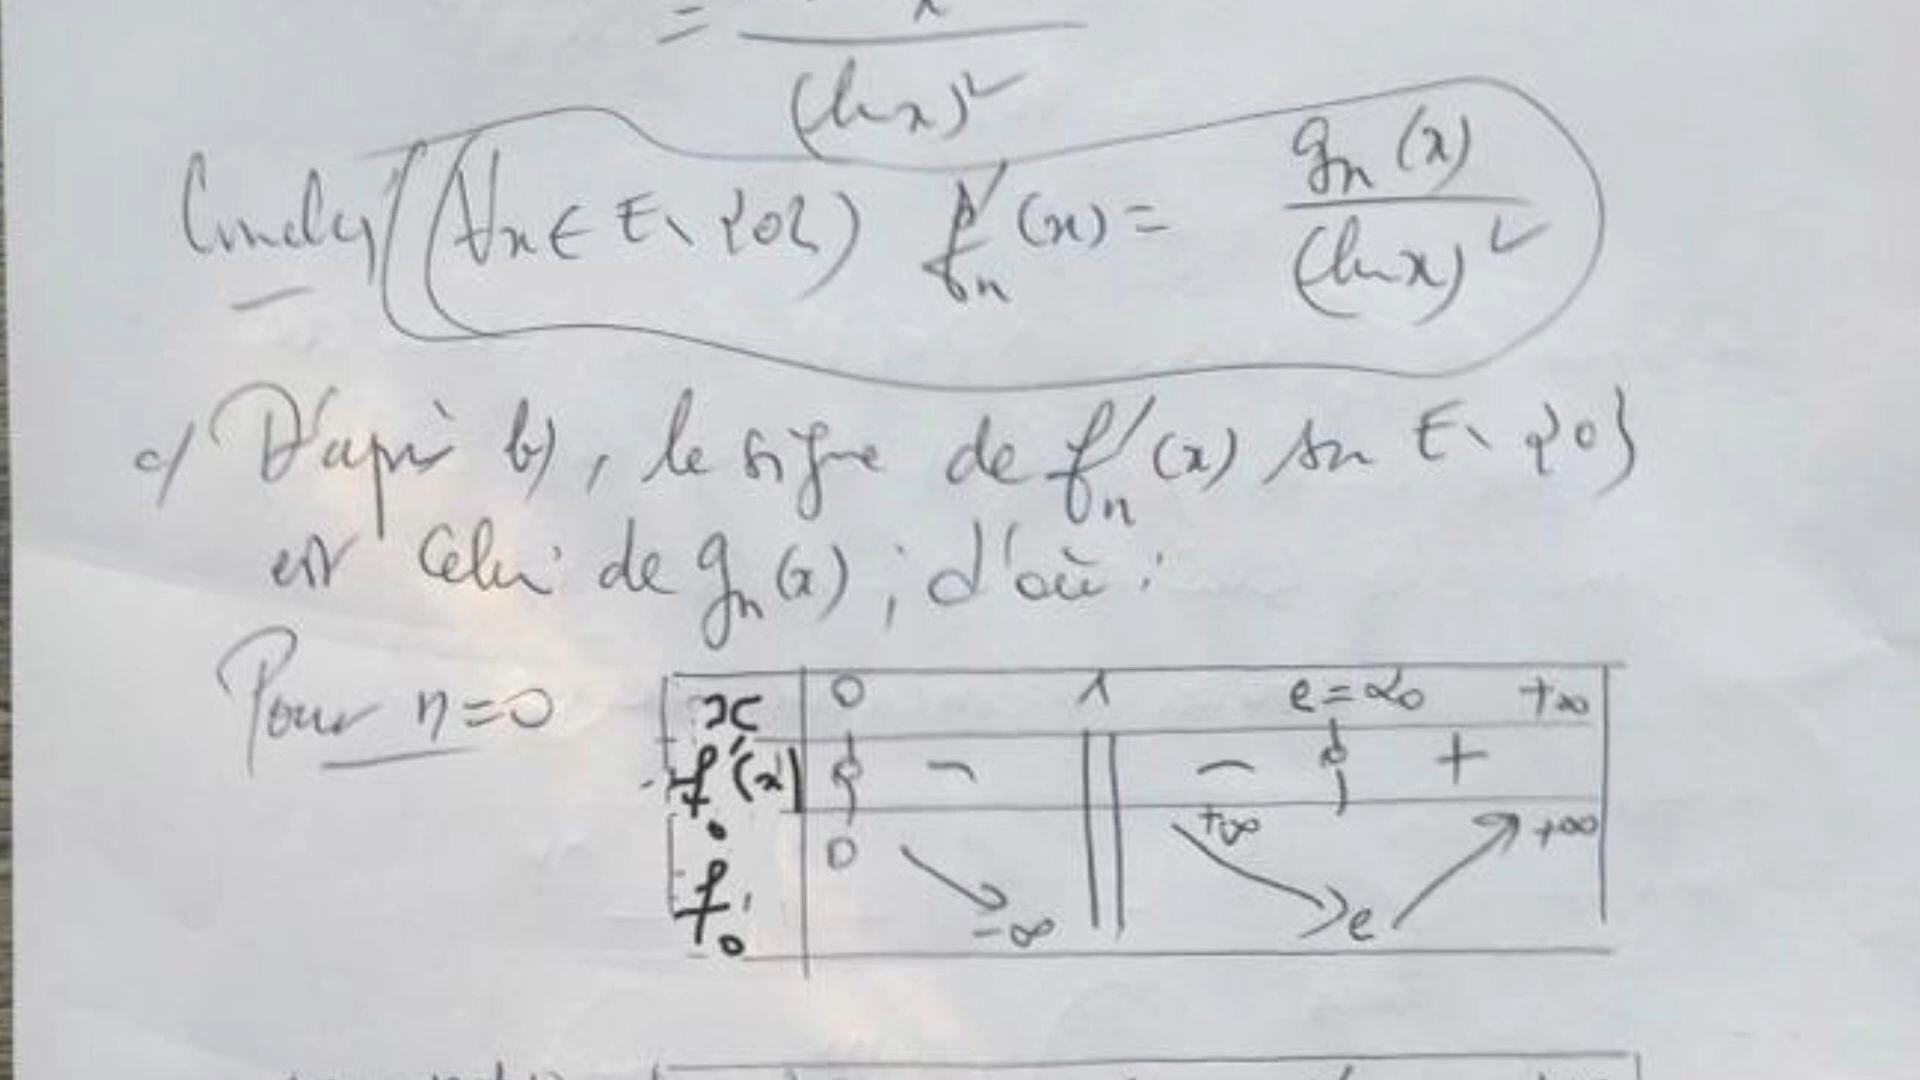 = x / (ln x)²
(∀x ∈ E \ {0}) f'ₙ(x) = gₙ(x) / (ln x)²
c/ D'après b), le signe de f'ₙ(x) sur E \ {0}
est celui de gₙ(x) ; d'où :
Pour n=0
x 0 1 e = α₀ +∞
f'₀(x) 0 − || − 0 +
f₀ 0 −∞ || +∞ e +∞